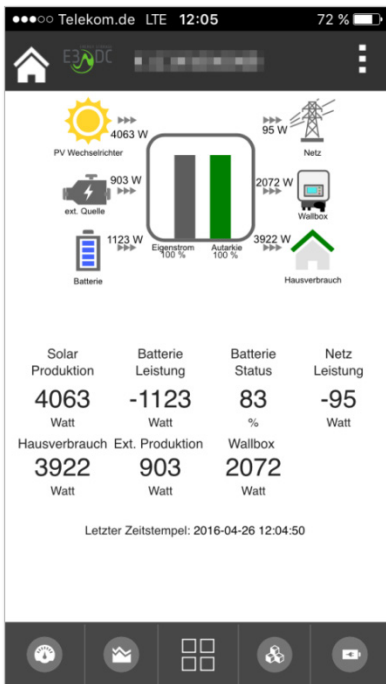 Telekom.de LTE 12:05 72 %
E3/DC
4063 W 95 W
PV Wechselrichter Netz
903 W 2072 W
ext. Quelle Wallbox
1123 W 3922 W
Eigenstrom Autarkie
100 % 100 %
Batterie Hausverbrauch
Solar Batterie Batterie Netz
Produktion Leistung Status Leistung
4063 -1123 83 -95
Watt Watt % Watt
Hausverbrauch Ext. Produktion Wallbox
3922 903 2072
Watt Watt Watt
Letzter Zeitstempel: 2016-04-26 12:04:50